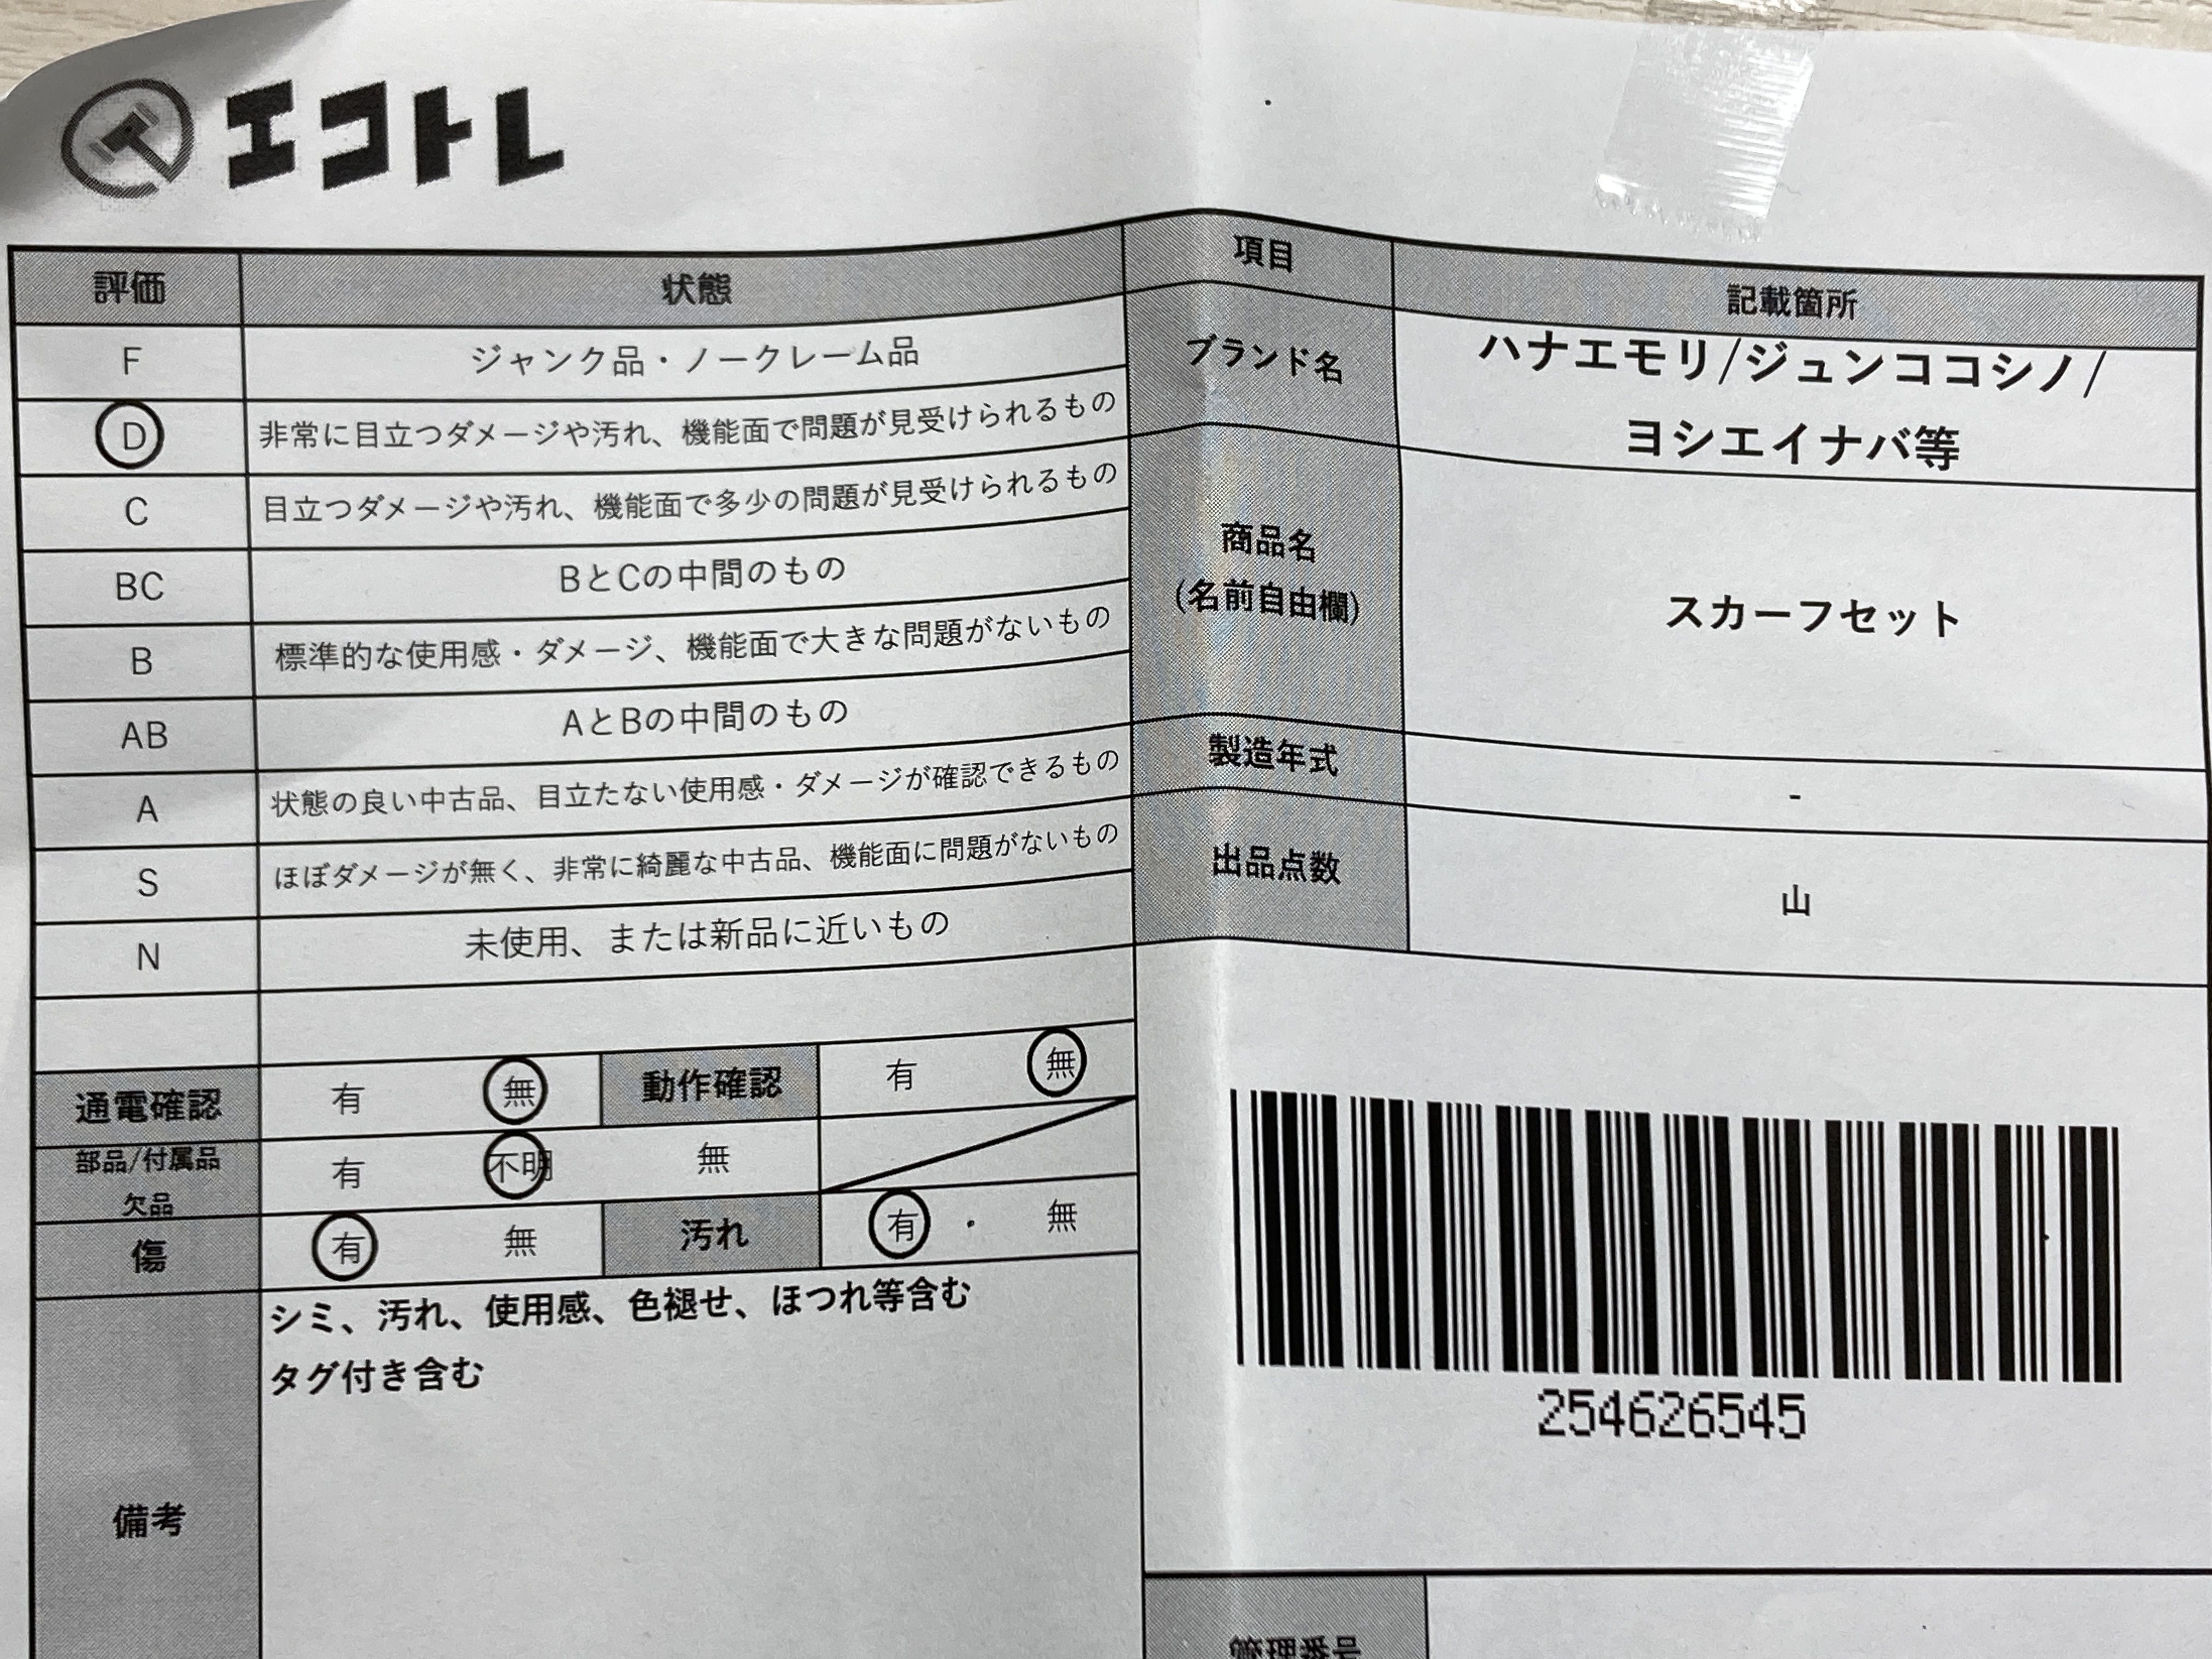 エコトレ
評価 状態
F ジャンク品・ノークレーム品
D 非常に目立つダメージや汚れ、機能面で問題が見受けられるもの
C 目立つダメージや汚れ、機能面で多少の問題が見受けられるもの
BC BとCの中間のもの
B 標準的な使用感・ダメージ、機能面で大きな問題がないもの
AB AとBの中間のもの
A 状態の良い中古品、目立たない使用感・ダメージが確認できるもの
S ほぼダメージが無く、非常に綺麗な中古品、機能面に問題がないもの
N 未使用、または新品に近いもの
通電確認 有 無 動作確認 有 無
部品/付属品
欠品 有 不明 無
傷 有 無 汚れ 有 ・ 無
備考
シミ、汚れ、使用感、色褪せ、ほつれ等含む
タグ付き含む
項目 記載箇所
ブランド名
ハナエモリ/ジュンココシノ/
ヨシエイナバ等
商品名
(名前自由欄)
スカーフセット
製造年式 -
出品点数 山
254626545
管理番号